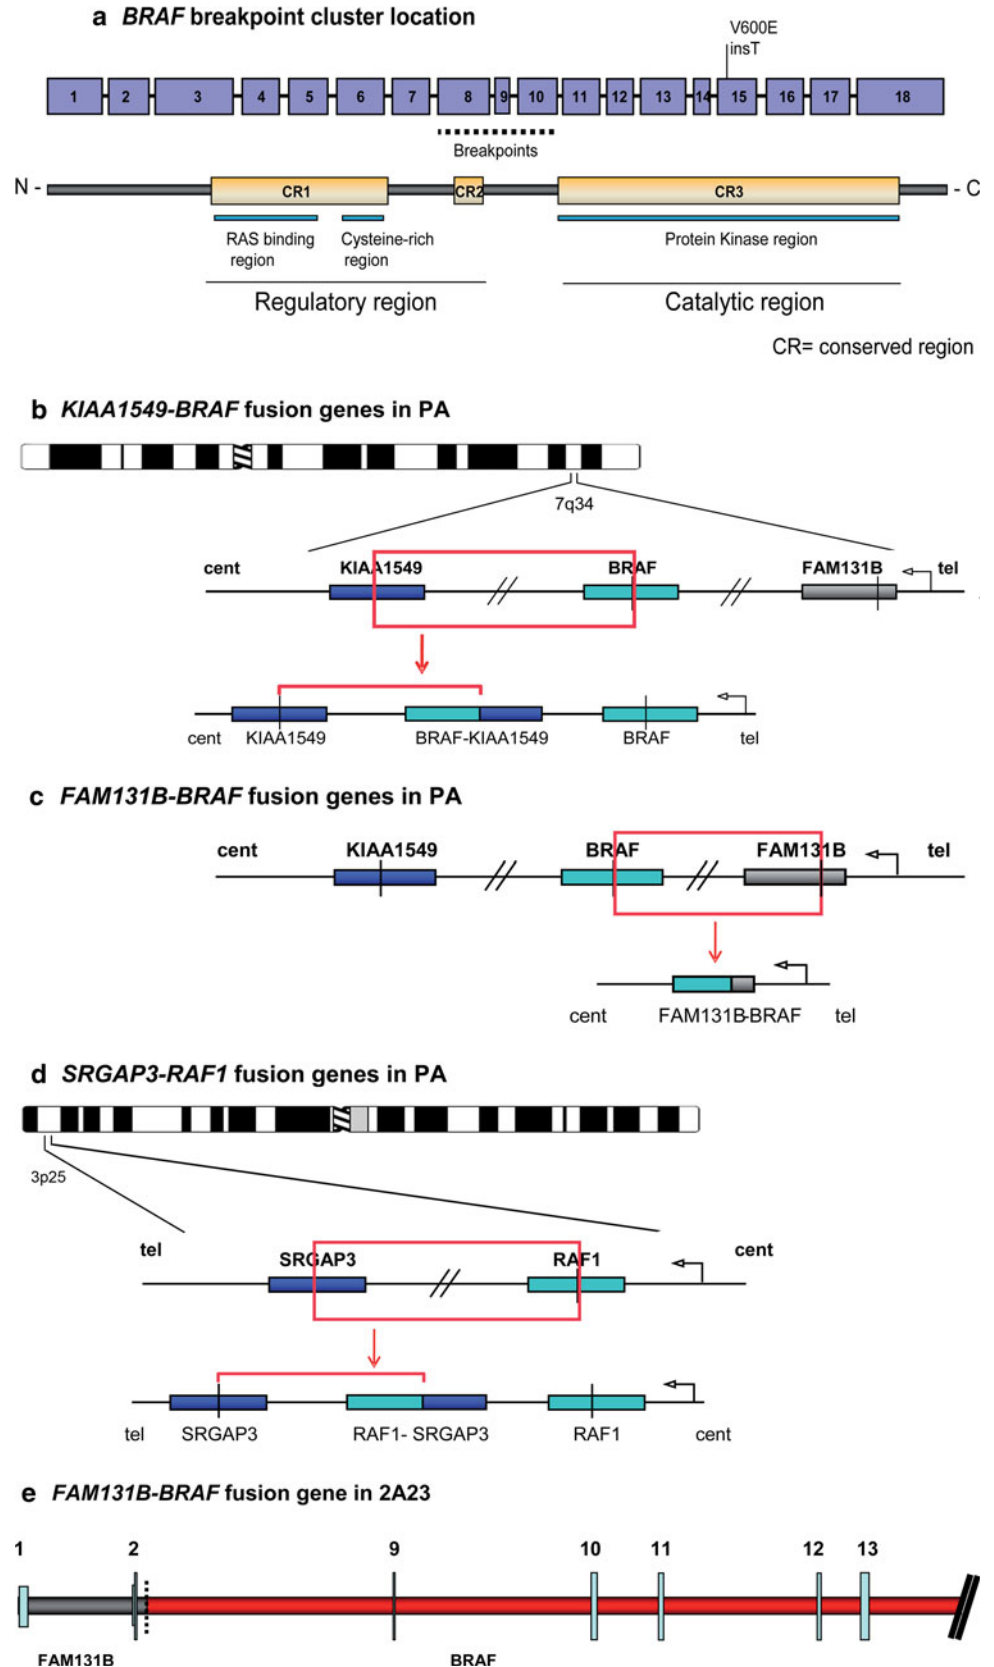 a BRAF breakpoint cluster location
V600E
insT
1 2 3 4 5 6 7 8 9 10 11 12 13 14 15 16 17 18
Breakpoints
N - CR1 CR2 CR3 - C
RAS binding region
Cysteine-rich region
Protein Kinase region
Regulatory region Catalytic region
CR= conserved region
b KIAA1549-BRAF fusion genes in PA
7q34
cent KIAA1549 BRAF FAM131B tel
cent KIAA1549 BRAF-KIAA1549 BRAF tel
c FAM131B-BRAF fusion genes in PA
cent KIAA1549 BRAF FAM131B tel
cent FAM131B-BRAF tel
d SRGAP3-RAF1 fusion genes in PA
3p25
tel SRGAP3 RAF1 cent
tel SRGAP3 RAF1- SRGAP3 RAF1 cent
e FAM131B-BRAF fusion gene in 2A23
1 2 9 10 11 12 13
FAM131B BRAF